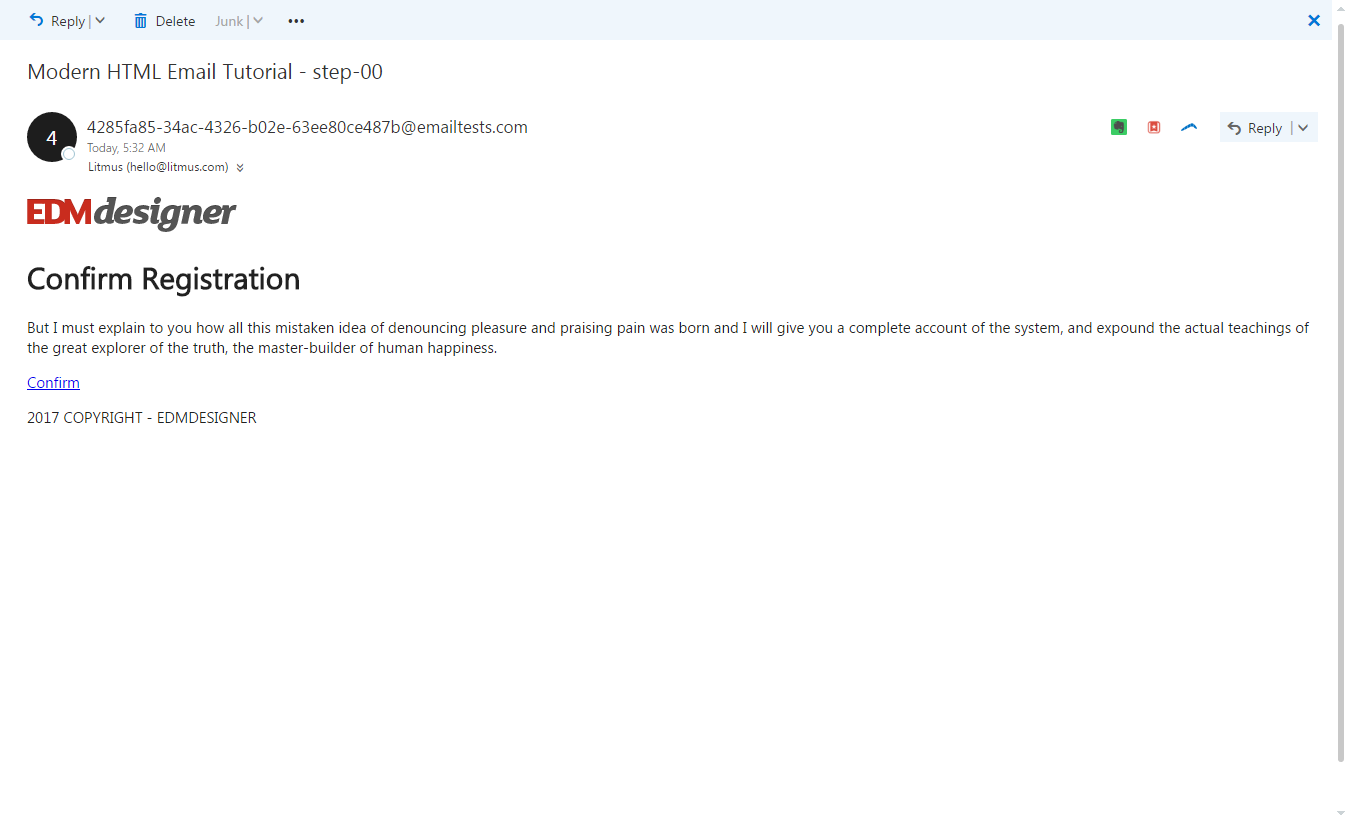 Reply | Delete Junk | •••
Modern HTML Email Tutorial - step-00
4
4285fa85-34ac-4326-b02e-63ee80ce487b@emailtests.com
Reply |
Today, 5:32 AM
Litmus (hello@litmus.com)
EDMdesigner
Confirm Registration
But I must explain to you how all this mistaken idea of denouncing pleasure and praising pain was born and I will give you a complete account of the system, and expound the actual teachings of
the great explorer of the truth, the master-builder of human happiness.
Confirm
2017 COPYRIGHT - EDMDESIGNER